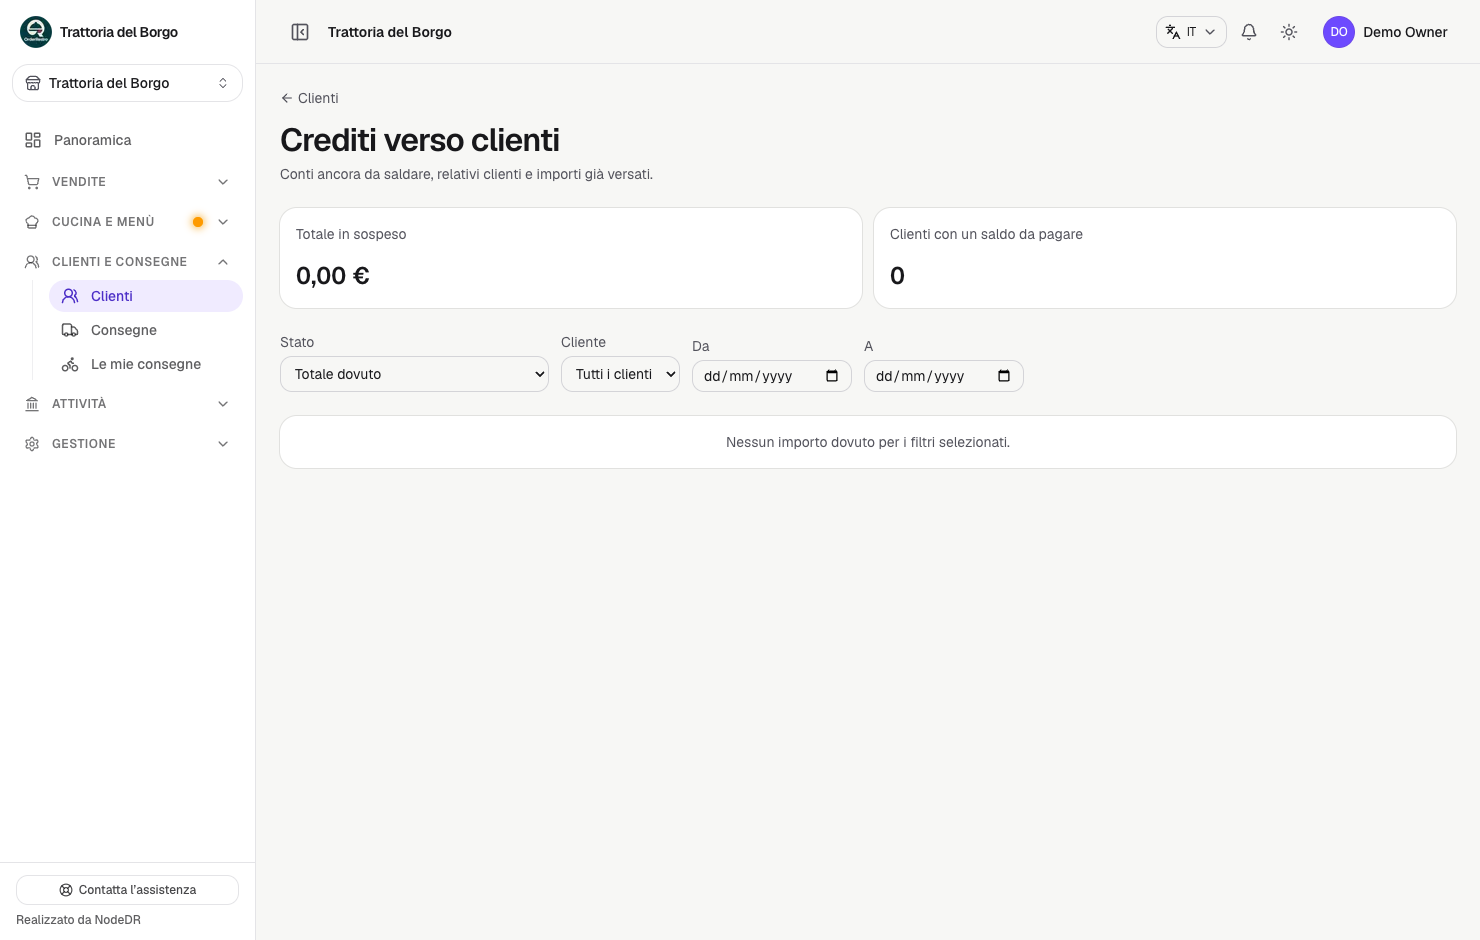 Trattoria del Borgo
Trattoria del Borgo
Panoramica
VENDITE
CUCINA E MENÙ
CLIENTI E CONSEGNE
Clienti
Consegne
Le mie consegne
ATTIVITÀ
GESTIONE
Contatta l'assistenza
Realizzato da NodeDR
Trattoria del Borgo
IT
DO
Demo Owner
← Clienti
Crediti verso clienti
Conti ancora da saldare, relativi clienti e importi già versati.
Totale in sospeso
0,00 €
Clienti con un saldo da pagare
0
Stato
Totale dovuto
Cliente
Tutti i clienti
Da
dd/mm/yyyy
A
dd/mm/yyyy
Nessun importo dovuto per i filtri selezionati.